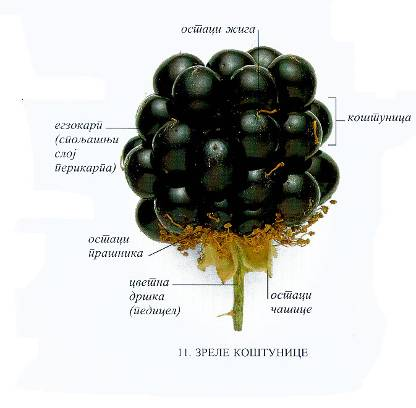 остаци жига
коштуница
егзокарп
(спољашњи
слој
перикарпа)
остаци
прашника
цветна
дршка
(педицел)
остаци
чашице
11. ЗРЕЛЕ КОШТУНИЦЕ